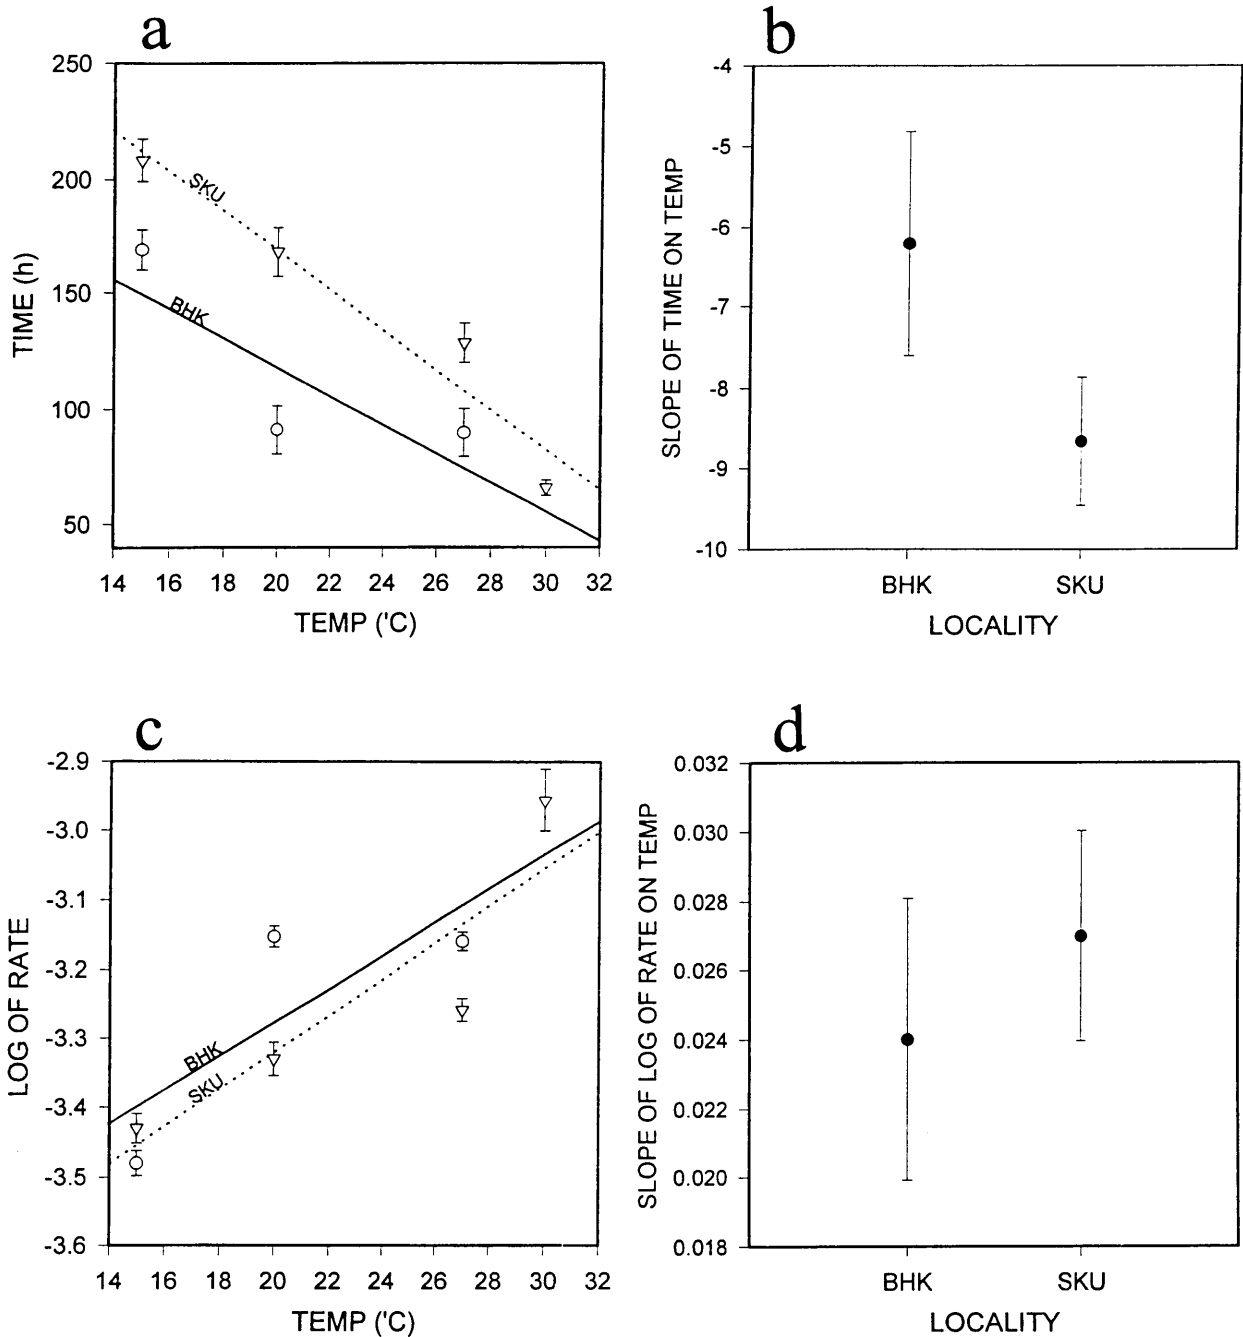 a
250
200
150
100
50
TIME (h)
SKU
BHK
14 16 18 20 22 24 26 28 30 32
TEMP ('C)
b
-4
-5
-6
-7
-8
-9
-10
SLOPE OF TIME ON TEMP
BHK SKU
LOCALITY
c
-2.9
-3.0
-3.1
-3.2
-3.3
-3.4
-3.5
-3.6
LOG OF RATE
BHK
SKU
14 16 18 20 22 24 26 28 30 32
TEMP ('C)
d
0.032
0.030
0.028
0.026
0.024
0.022
0.020
0.018
SLOPE OF LOG OF RATE ON TEMP
BHK SKU
LOCALITY